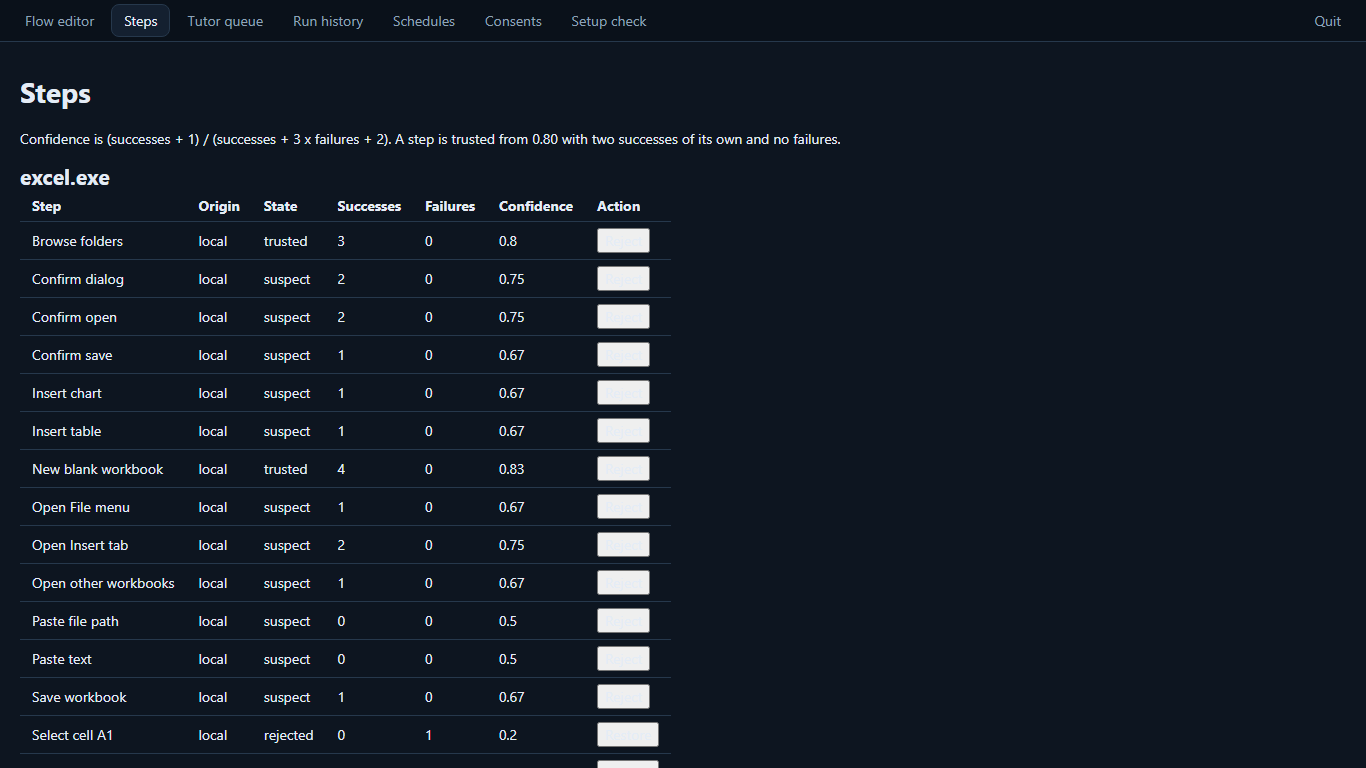 Flow editor Steps Tutor queue Run history Schedules Consents Setup check Quit
Steps
Confidence is (successes + 1) / (successes + 3 x failures + 2). A step is trusted from 0.80 with two successes of its own and no failures.
excel.exe
Step Origin State Successes Failures Confidence Action
Browse folders local trusted 3 0 0.8
Confirm dialog local suspect 2 0 0.75
Confirm open local suspect 2 0 0.75
Confirm save local suspect 1 0 0.67
Insert chart local suspect 1 0 0.67
Insert table local suspect 1 0 0.67
New blank workbook local trusted 4 0 0.83
Open File menu local suspect 1 0 0.67
Open Insert tab local suspect 2 0 0.75
Open other workbooks local suspect 1 0 0.67
Paste file path local suspect 0 0 0.5
Paste text local suspect 0 0 0.5
Save workbook local suspect 1 0 0.67
Select cell A1 local rejected 0 1 0.2